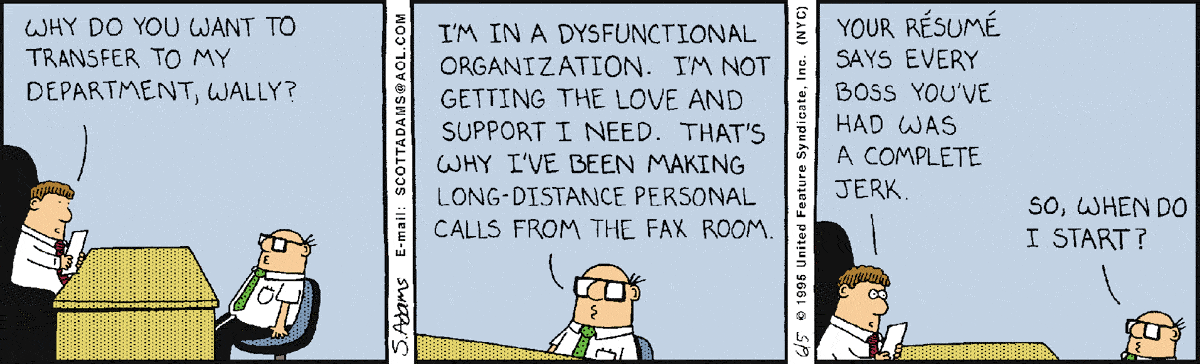 WHY DO YOU WANT TO
TRANSFER TO MY
DEPARTMENT, WALLY?
S.Adams E-mail: SCOTTADAMS@AOL.COM
I'M IN A DYSFUNCTIONAL
ORGANIZATION. I'M NOT
GETTING THE LOVE AND
SUPPORT I NEED. THAT'S
WHY I'VE BEEN MAKING
LONG-DISTANCE PERSONAL
CALLS FROM THE FAX ROOM.
6/5 © 1995 United Feature Syndicate, Inc. (NYC)
YOUR RÉSUMÉ
SAYS EVERY
BOSS YOU'VE
HAD WAS
A COMPLETE
JERK.
SO, WHEN DO
I START?